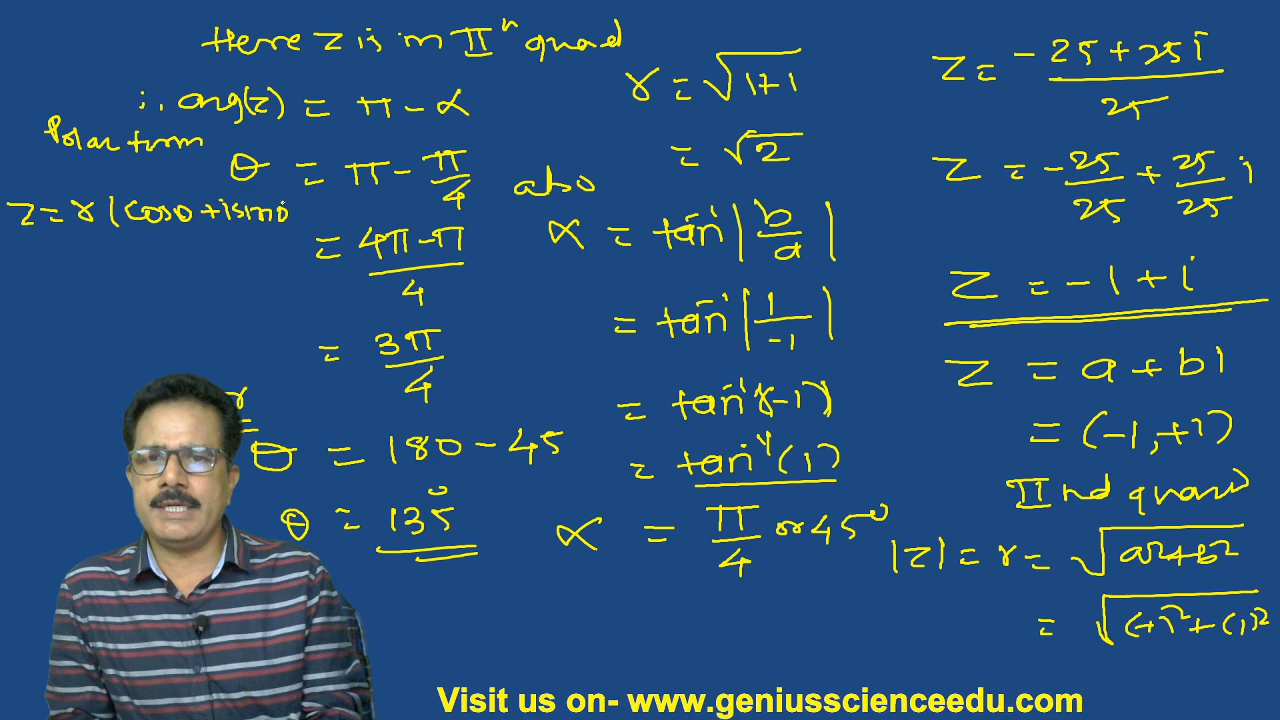 Z = -25 + 25i / 25
Z = -25/25 + 25/25 i
Z = -1 + i
Z = a + bi
= (-1, +1)
II nd quad
|Z| = r = √a²+b²
= √(-1)² + (1)²
r = √1+1
= √2
also
α = tan⁻¹ |b/a|
= tan⁻¹ |1/-1|
= tan⁻¹ (-1)
= tan⁻¹ (1)
α = π/4 or 45°
Here Z is in IIⁿ quad
∴ arg(z) = π - α
θ = π - π/4
= 4π - π / 4
= 3π/4
θ = 180 - 45
θ = 135°
Polar form
Z = r (cosθ + isinθ
r
=
Visit us on- www.geniusscienceedu.com